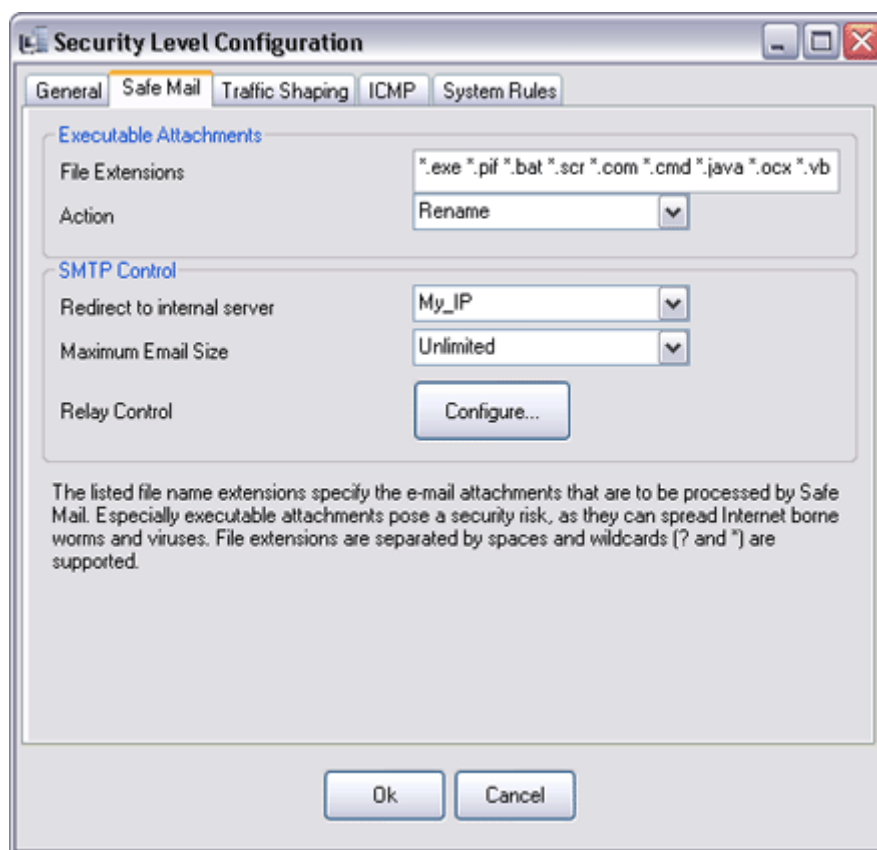 Security Level Configuration
General Safe Mail Traffic Shaping ICMP System Rules
Executable Attachments
File Extensions *.exe *.pif *.bat *.scr *.com *.cmd *.java *.ocx *.vb
Action Rename
SMTP Control
Redirect to internal server My_IP
Maximum Email Size Unlimited
Relay Control Configure...
The listed file name extensions specify the e-mail attachments that are to be processed by Safe
Mail. Especially executable attachments pose a security risk, as they can spread Internet borne
worms and viruses. File extensions are separated by spaces and wildcards (? and *) are
supported.
Ok Cancel